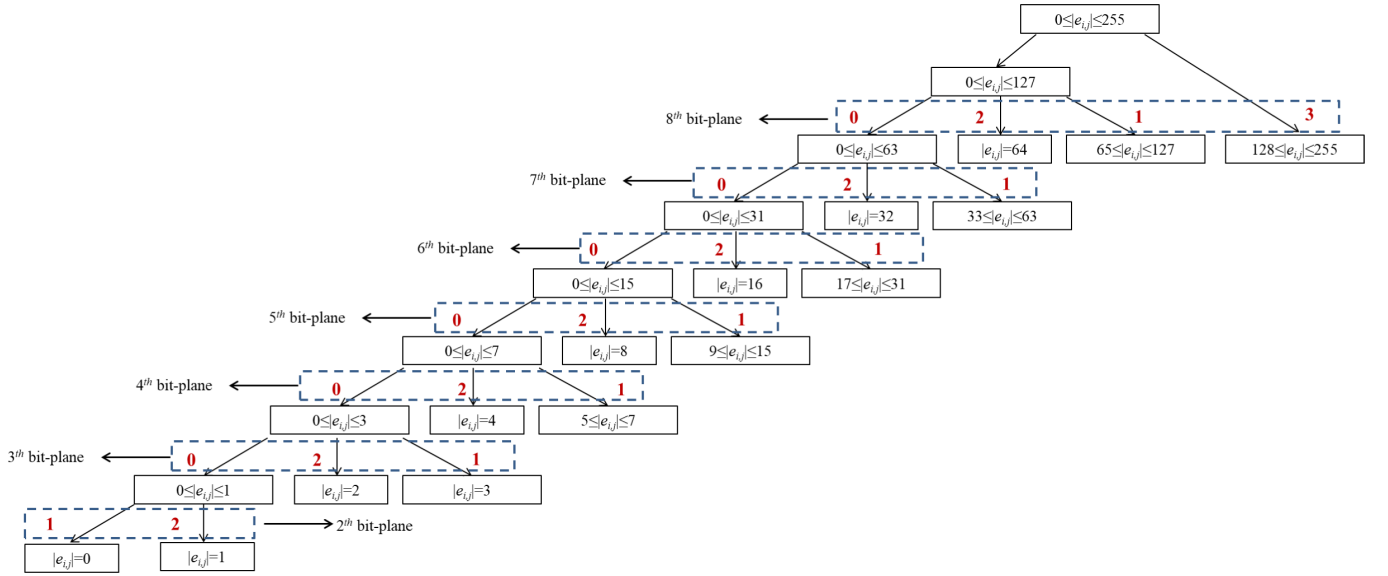 0≤|e_{i,j}|≤255
0≤|e_{i,j}|≤127
8th bit-plane
0 2 1 3
0≤|e_{i,j}|≤63 |e_{i,j}|=64 65≤|e_{i,j}|≤127 128≤|e_{i,j}|≤255
7th bit-plane
0 2 1
0≤|e_{i,j}|≤31 |e_{i,j}|=32 33≤|e_{i,j}|≤63
6th bit-plane
0 2 1
0≤|e_{i,j}|≤15 |e_{i,j}|=16 17≤|e_{i,j}|≤31
5th bit-plane
0 2 1
0≤|e_{i,j}|≤7 |e_{i,j}|=8 9≤|e_{i,j}|≤15
4th bit-plane
0 2 1
0≤|e_{i,j}|≤3 |e_{i,j}|=4 5≤|e_{i,j}|≤7
3th bit-plane
0 2 1
0≤|e_{i,j}|≤1 |e_{i,j}|=2 |e_{i,j}|=3
1 2
2th bit-plane
|e_{i,j}|=0 |e_{i,j}|=1